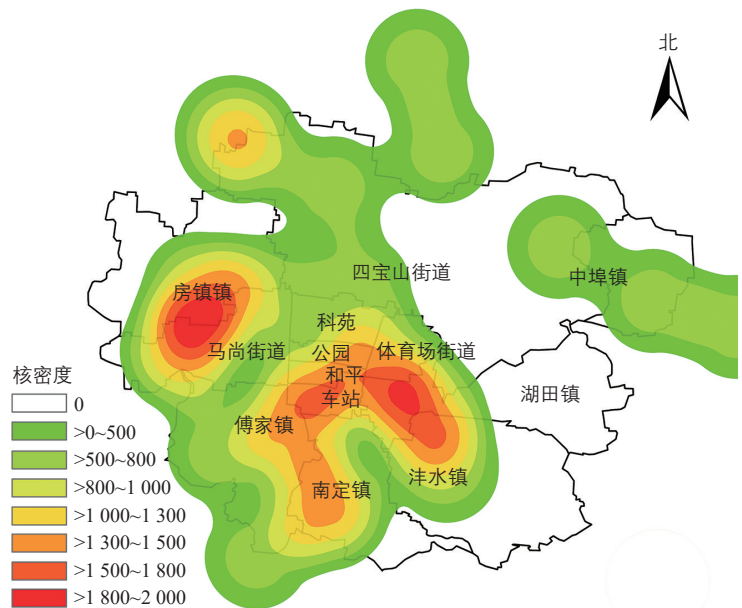 北
四宝山街道
中埠镇
房镇镇
科苑
马尚街道
公园
体育场街道
和平
车站
湖田镇
傅家镇
南定镇
沣水镇
核密度
0
>0~500
>500~800
>800~1 000
>1 000~1 300
>1 300~1 500
>1 500~1 800
>1 800~2 000